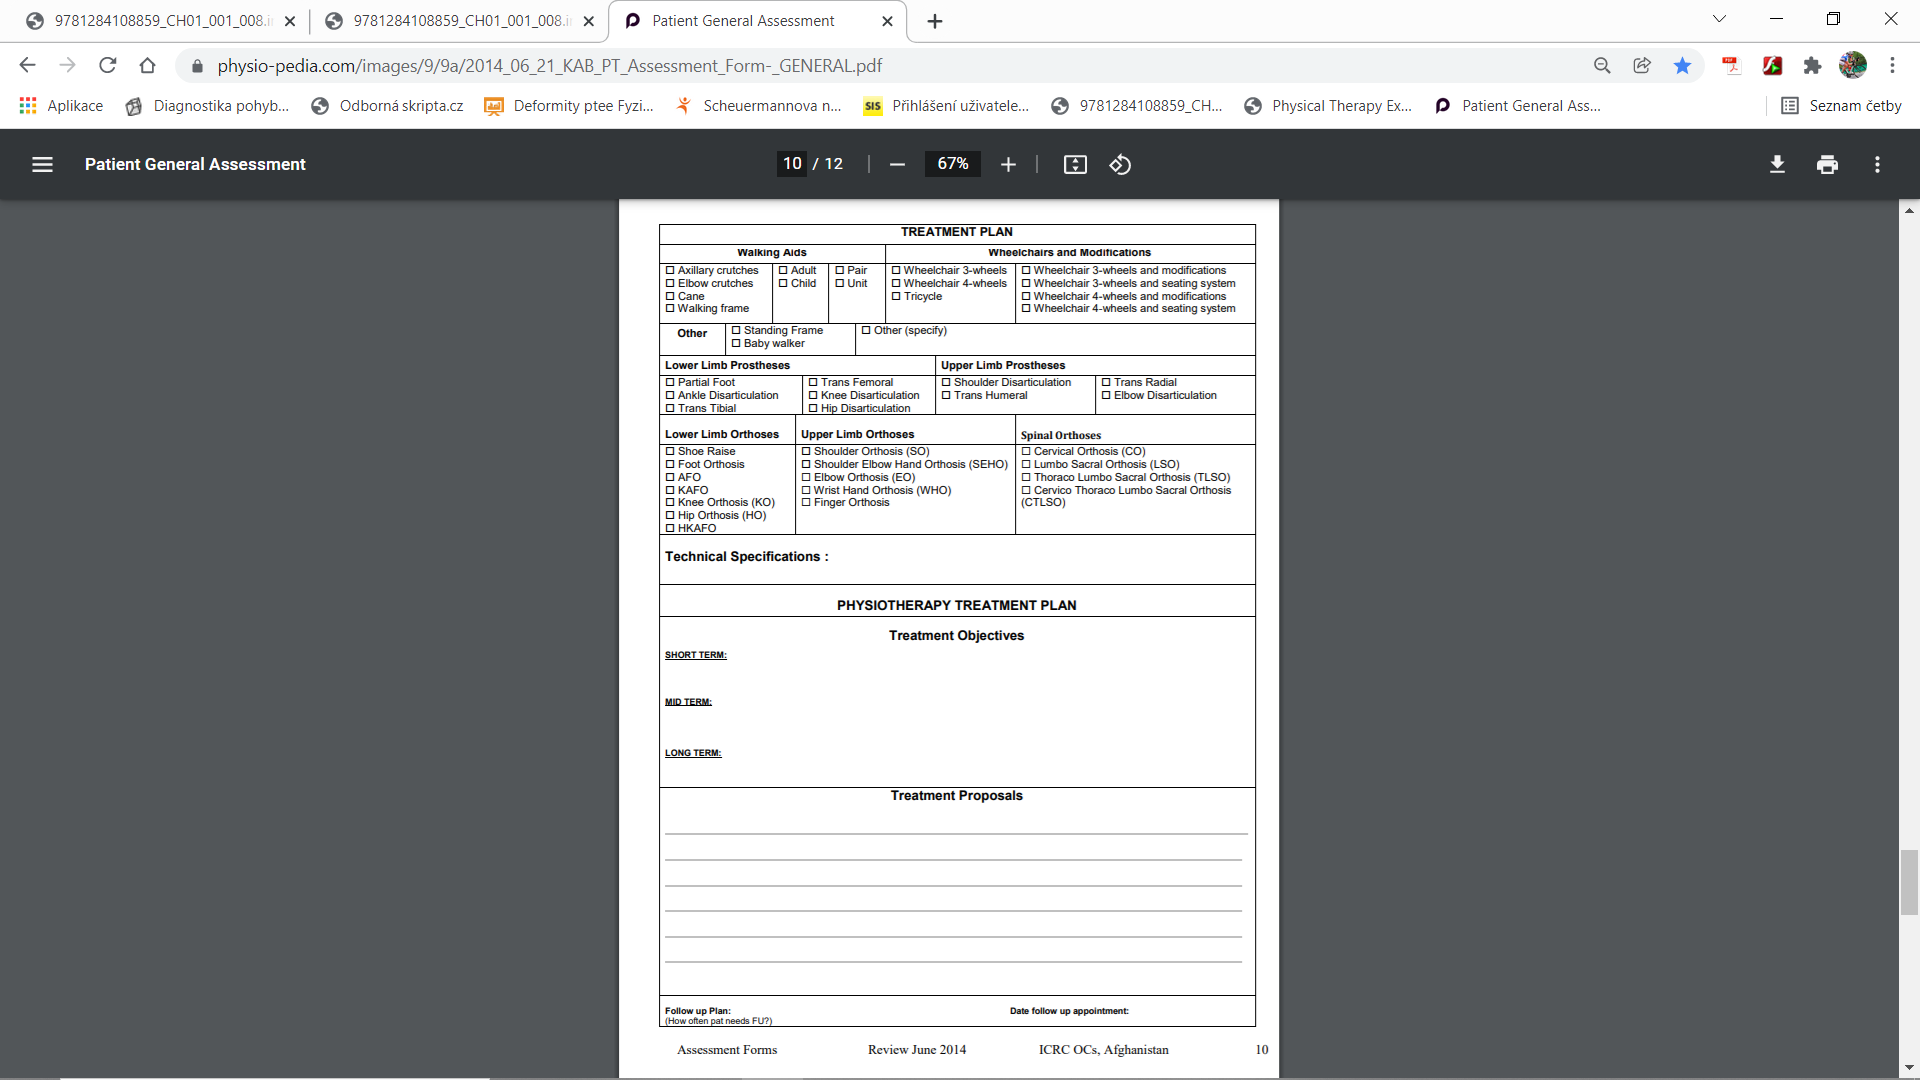 9781284108859_CH01_001_008.i
9781284108859_CH01_001_008.i
Patient General Assessment
physio-pedia.com/images/9/9a/2014_06_21_KAB_PT_Assessment_Form-_GENERAL.pdf
Aplikace
Diagnostika pohyb...
Odborná skripta.cz
Deformity ptee Fyzi...
Scheuermannova n...
SIS
Přihlášení uživatele...
9781284108859_CH...
Physical Therapy Ex...
Patient General Ass...
Seznam četby
Patient General Assessment
10 / 12
67%
TREATMENT PLAN
Walking Aids
Wheelchairs and Modifications
Axillary crutches
Elbow crutches
Cane
Walking frame
Adult
Child
Pair
Unit
Wheelchair 3-wheels
Wheelchair 4-wheels
Tricycle
Wheelchair 3-wheels and modifications
Wheelchair 3-wheels and seating system
Wheelchair 4-wheels and modifications
Wheelchair 4-wheels and seating system
Other
Standing Frame
Baby walker
Other (specify)
Lower Limb Prostheses
Upper Limb Prostheses
Partial Foot
Ankle Disarticulation
Trans Tibial
Trans Femoral
Knee Disarticulation
Hip Disarticulation
Shoulder Disarticulation
Trans Humeral
Trans Radial
Elbow Disarticulation
Lower Limb Orthoses
Upper Limb Orthoses
Spinal Orthoses
Shoe Raise
Foot Orthosis
AFO
KAFO
Knee Orthosis (KO)
Hip Orthosis (HO)
HKAFO
Shoulder Orthosis (SO)
Shoulder Elbow Hand Orthosis (SEHO)
Elbow Orthosis (EO)
Wrist Hand Orthosis (WHO)
Finger Orthosis
Cervical Orthosis (CO)
Lumbo Sacral Orthosis (LSO)
Thoraco Lumbo Sacral Orthosis (TLSO)
Cervico Thoraco Lumbo Sacral Orthosis
(CTLSO)
Technical Specifications :
PHYSIOTHERAPY TREATMENT PLAN
Treatment Objectives
SHORT TERM:
MID TERM:
LONG TERM:
Treatment Proposals
Follow up Plan:
(How often pat needs FU?)
Date follow up appointment:
Assessment Forms
Review June 2014
ICRC OCs, Afghanistan
10